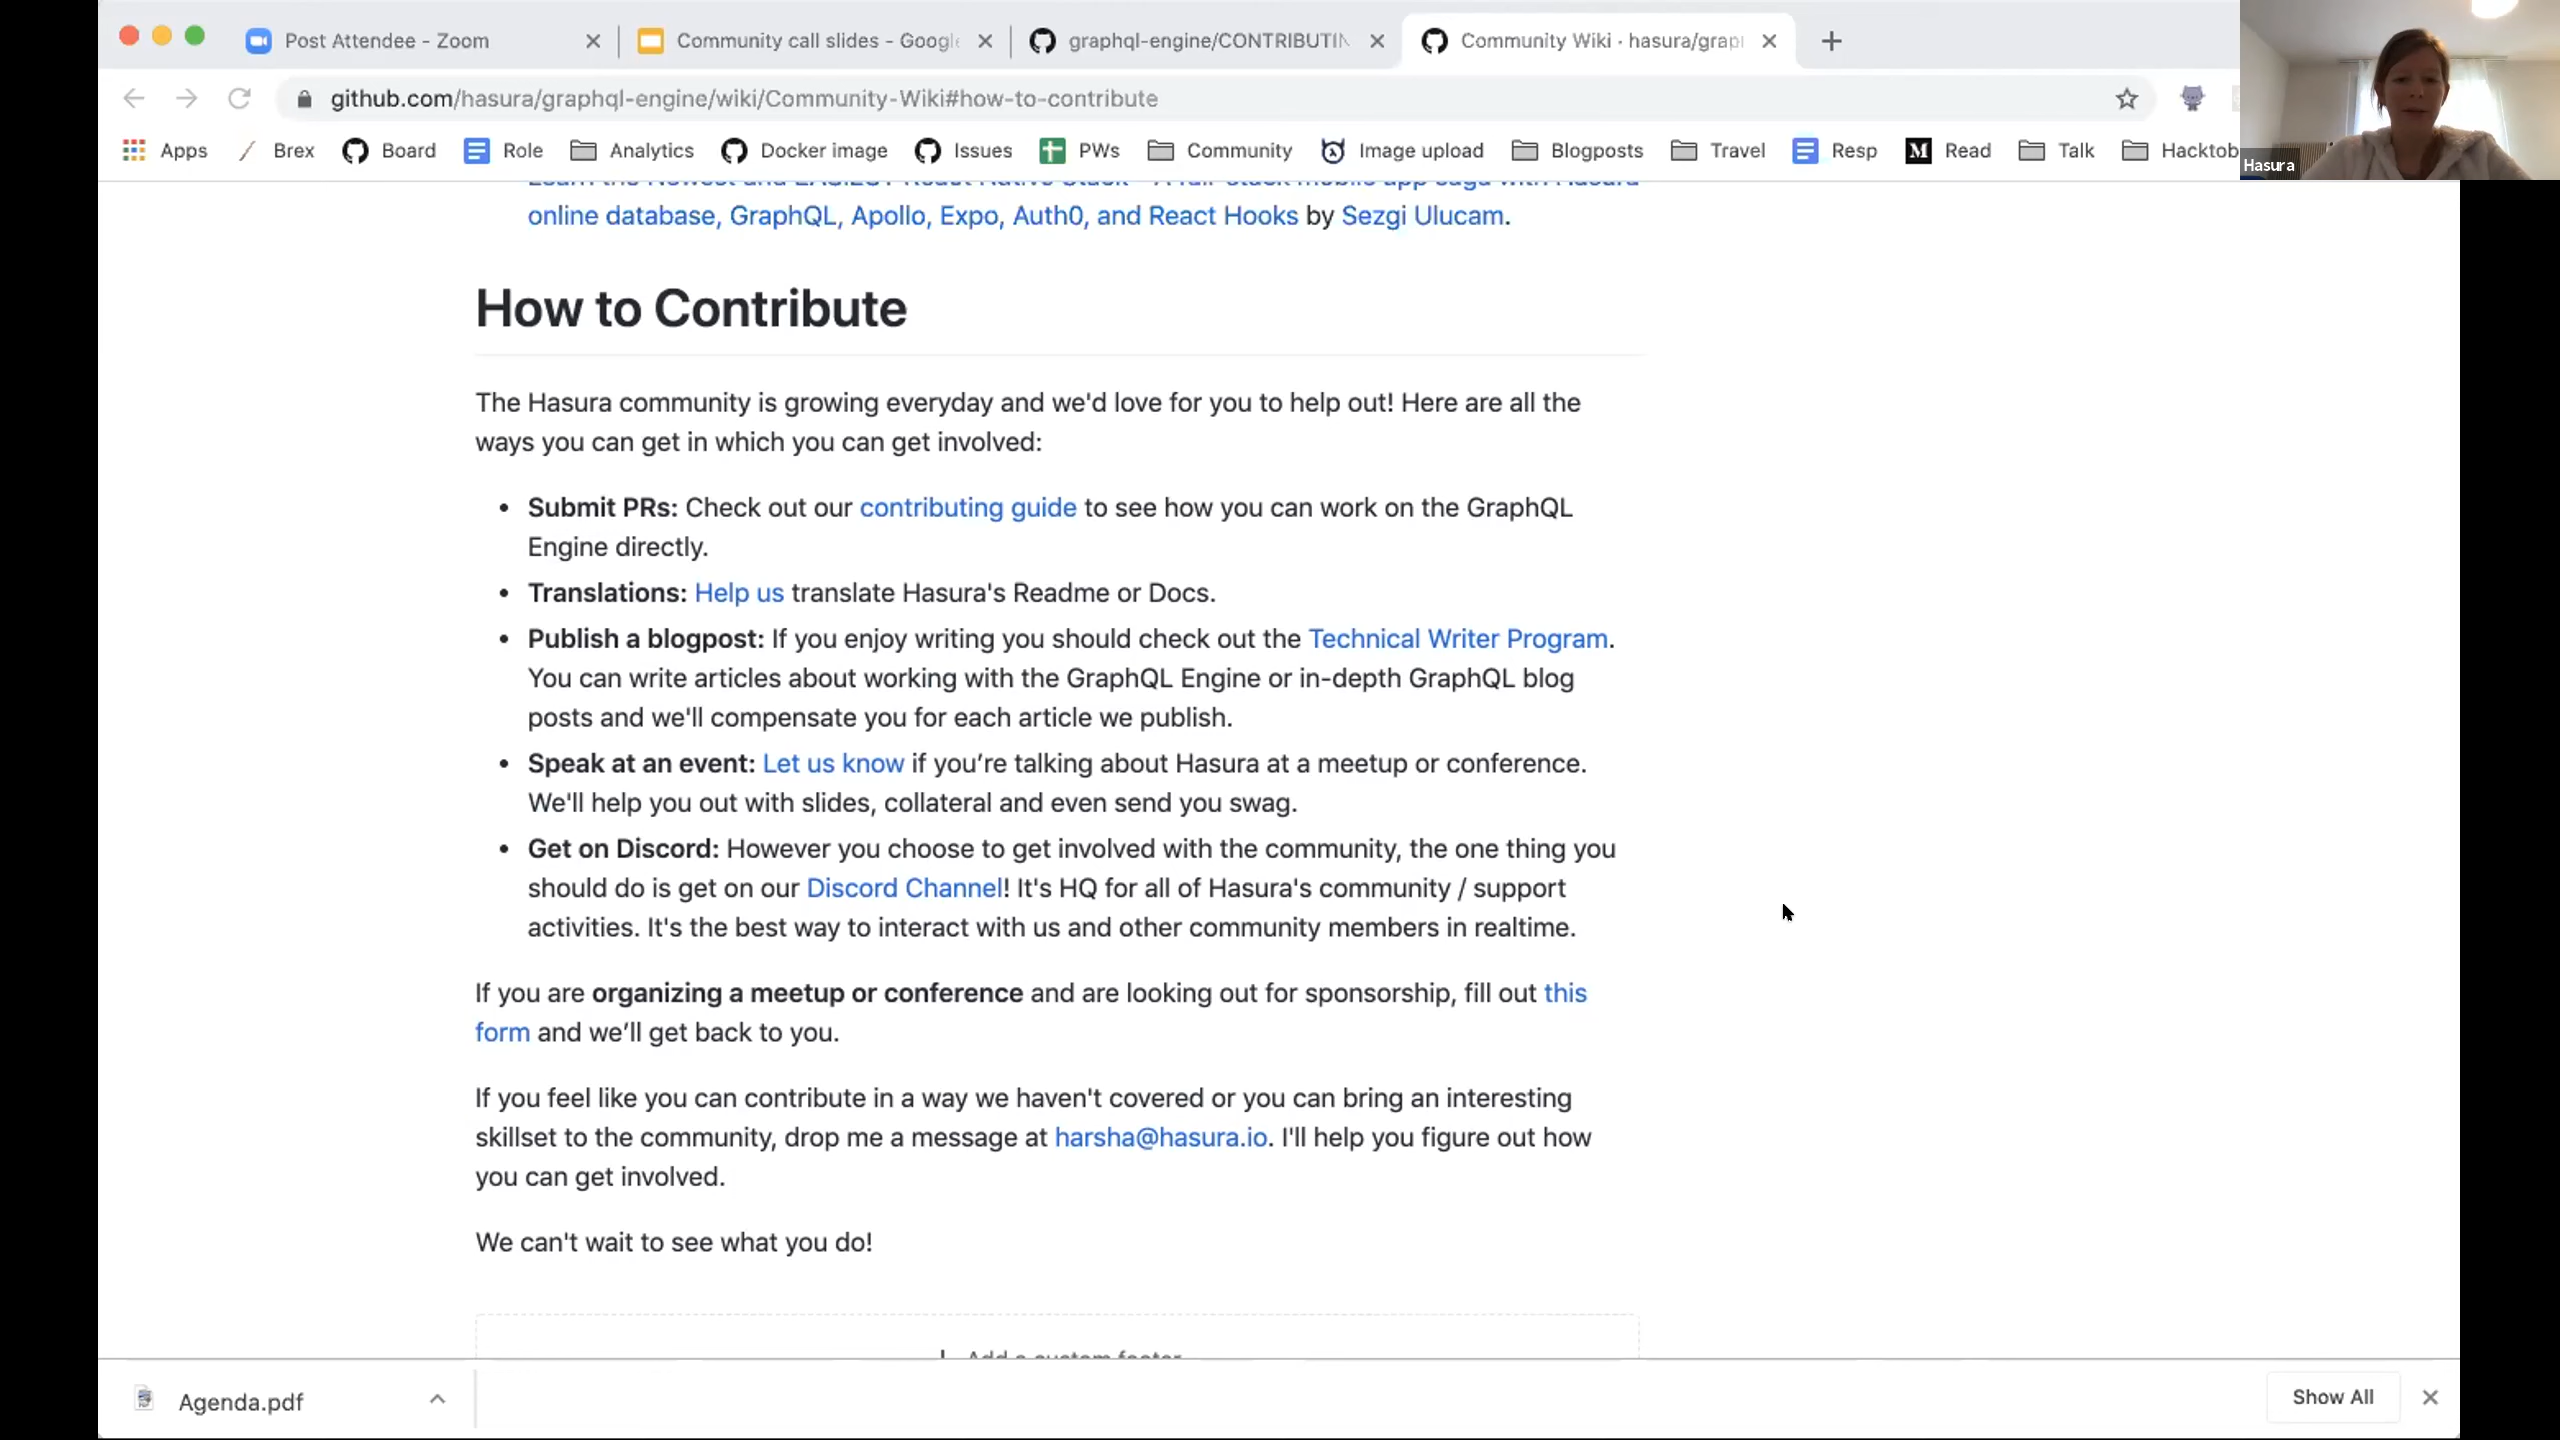 Post Attendee - Zoom
Community call slides - Google
graphql-engine/CONTRIBUTIN
Community Wiki · hasura/grap
github.com/hasura/graphql-engine/wiki/Community-Wiki#how-to-contribute
Apps Brex Board Role Analytics Docker image Issues PWs Community Image upload Blogposts Travel Resp Read Talk Hacktob
Hasura
online database, GraphQL, Apollo, Expo, Auth0, and React Hooks by Sezgi Ulucam.
How to Contribute
The Hasura community is growing everyday and we'd love for you to help out! Here are all the
ways you can get in which you can get involved:
• Submit PRs: Check out our contributing guide to see how you can work on the GraphQL
Engine directly.
• Translations: Help us translate Hasura's Readme or Docs.
• Publish a blogpost: If you enjoy writing you should check out the Technical Writer Program.
You can write articles about working with the GraphQL Engine or in-depth GraphQL blog
posts and we'll compensate you for each article we publish.
• Speak at an event: Let us know if you’re talking about Hasura at a meetup or conference.
We'll help you out with slides, collateral and even send you swag.
• Get on Discord: However you choose to get involved with the community, the one thing you
should do is get on our Discord Channel! It's HQ for all of Hasura's community / support
activities. It's the best way to interact with us and other community members in realtime.
If you are organizing a meetup or conference and are looking out for sponsorship, fill out this
form and we’ll get back to you.
If you feel like you can contribute in a way we haven't covered or you can bring an interesting
skillset to the community, drop me a message at harsha@hasura.io. I'll help you figure out how
you can get involved.
We can't wait to see what you do!
Add a custom footer
Agenda.pdf
Show All